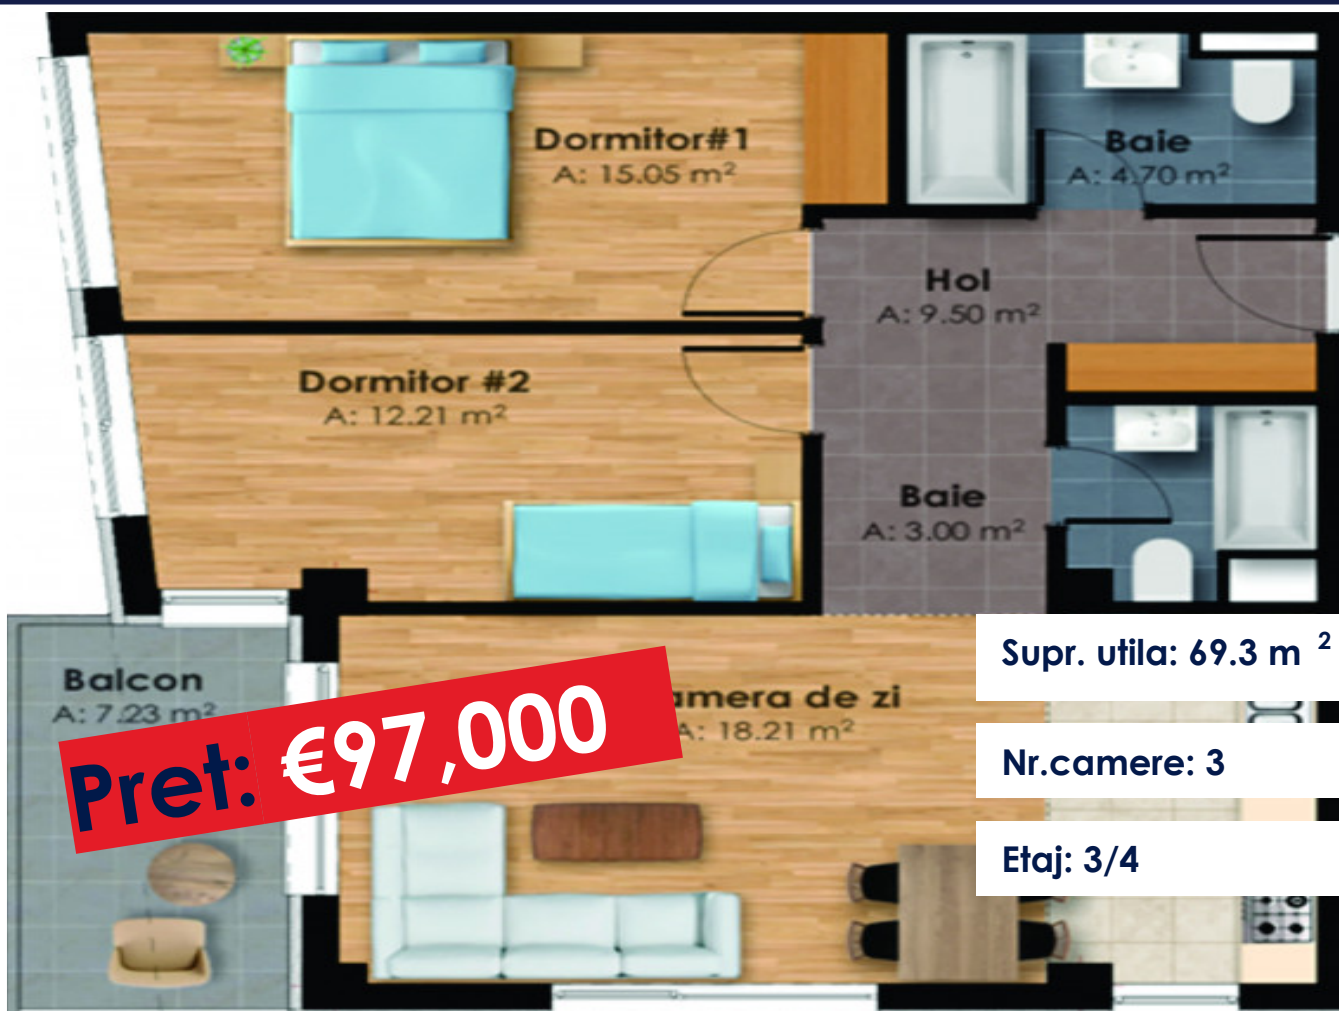 Dormitor#1
A: 15.05 m²
Baie
A: 4.70 m²
Hol
A: 9.50 m²
Dormitor #2
A: 12.21 m²
Baie
A: 3.00 m²
Balcon
A: 7.23 m²
amera de zi
A: 18.21 m²
Pret: €97,000
Supr. utila: 69.3 m ²
Nr.camere: 3
Etaj: 3/4